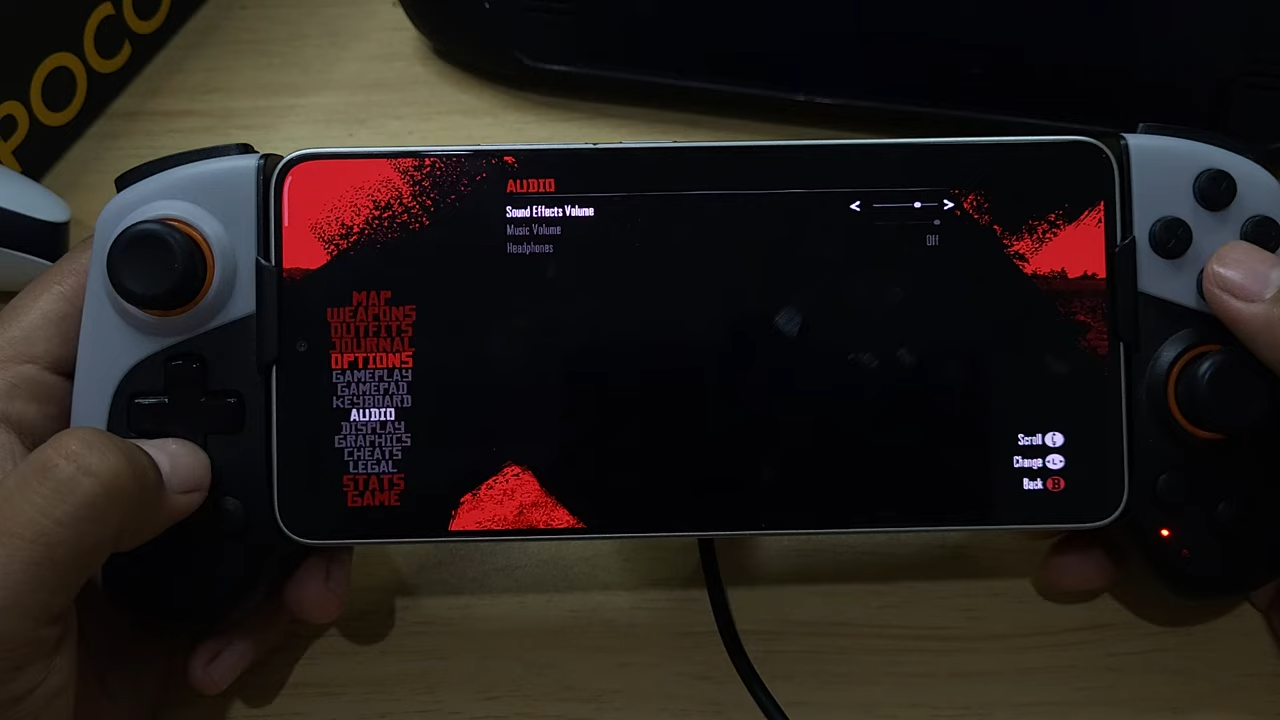 POCO
AUDIO
Sound Effects Volume
Music Volume
Headphones
Off
MAP
WEAPONS
OUTFITS
JOURNAL
OPTIONS
GAMEPLAY
GAMEPAD
KEYBOARD
AUDIO
DISPLAY
GRAPHICS
CHEATS
LEGAL
STATS
GAME
Scroll
Change L
Back B